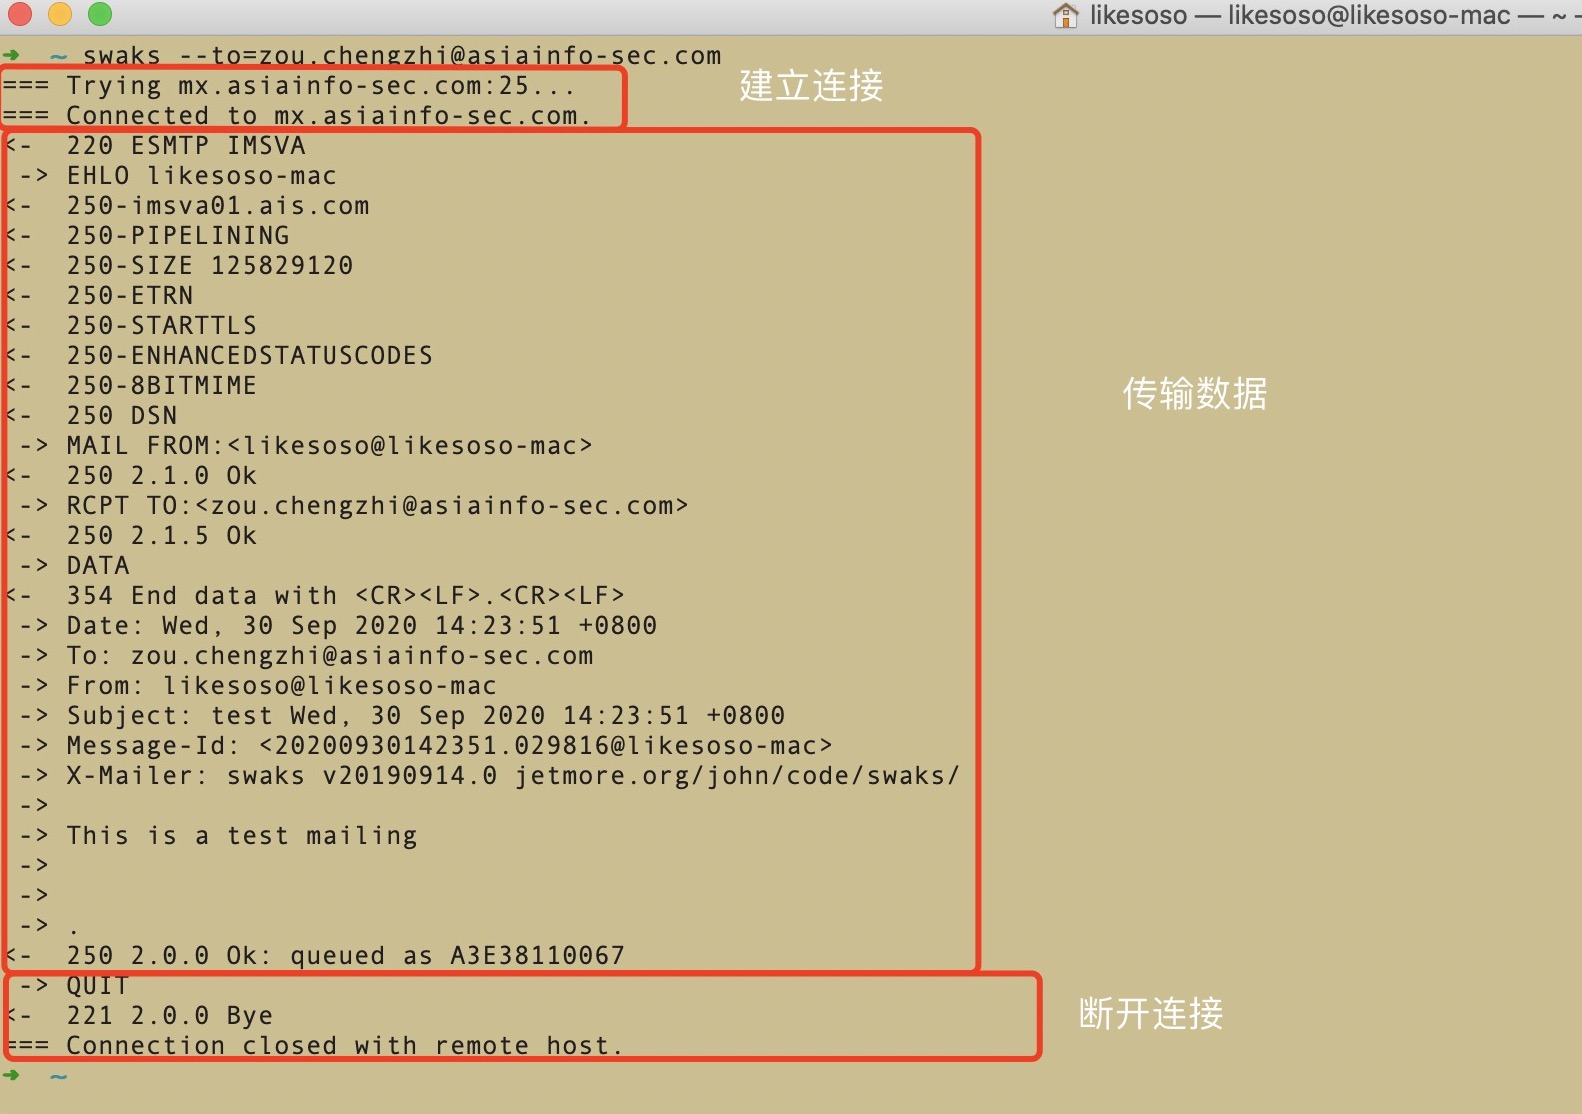 likesoso — likesoso@likesoso-mac — ~ –
➜ ~ swaks --to=zou.chengzhi@asiainfo-sec.com
=== Trying mx.asiainfo-sec.com:25...
建立连接
=== Connected to mx.asiainfo-sec.com.
<- 220 ESMTP IMSVA
-> EHLO likesoso-mac
<- 250-imsva01.ais.com
<- 250-PIPELINING
<- 250-SIZE 125829120
<- 250-ETRN
<- 250-STARTTLS
<- 250-ENHANCEDSTATUSCODES
<- 250-8BITMIME
传输数据
<- 250 DSN
-> MAIL FROM:<likesoso@likesoso-mac>
<- 250 2.1.0 Ok
-> RCPT TO:<zou.chengzhi@asiainfo-sec.com>
<- 250 2.1.5 Ok
-> DATA
<- 354 End data with <CR><LF>.<CR><LF>
-> Date: Wed, 30 Sep 2020 14:23:51 +0800
-> To: zou.chengzhi@asiainfo-sec.com
-> From: likesoso@likesoso-mac
-> Subject: test Wed, 30 Sep 2020 14:23:51 +0800
-> Message-Id: <20200930142351.029816@likesoso-mac>
-> X-Mailer: swaks v20190914.0 jetmore.org/john/code/swaks/
->
-> This is a test mailing
->
->
-> .
<- 250 2.0.0 Ok: queued as A3E38110067
-> QUIT
<- 221 2.0.0 Bye
断开连接
=== Connection closed with remote host.
➜ ~